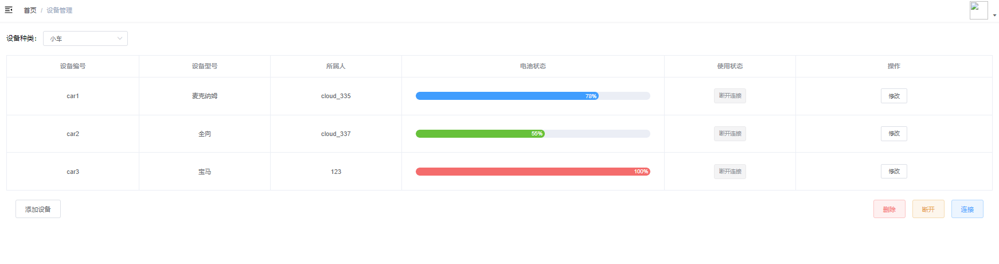 首页 / 设备管理
设备种类： 小车
设备编号 设备型号 所属人 电池状态 使用状态 操作
car1 麦克纳姆 cloud_335 78% 断开连接 修改
car2 全向 cloud_337 55% 断开连接 修改
car3 宝马 123 100% 断开连接 修改
添加设备 删除 断开 连接